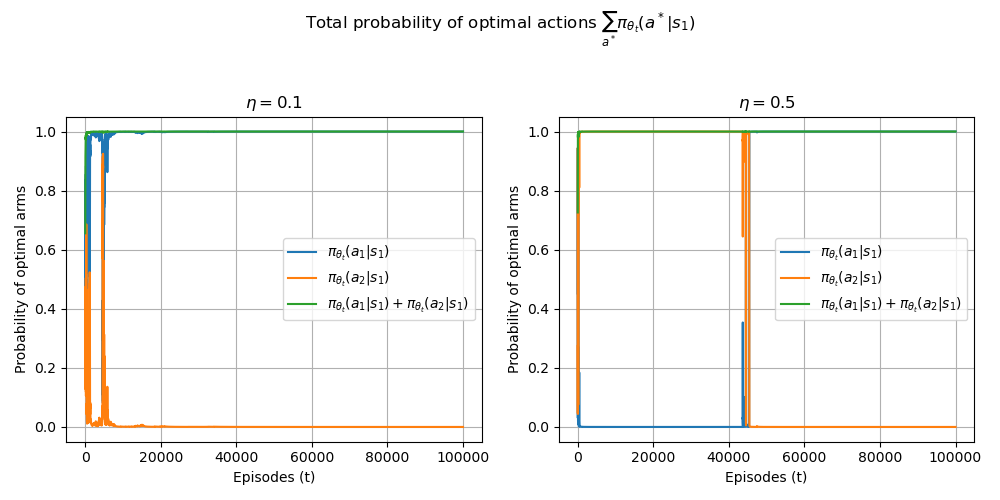 Total probability of optimal actions $\sum_{a^*} \pi_{\theta_t}(a^*|s_1)$
η = 0.1
Probability of optimal arms
1.0
0.8
0.6
0.4
0.2
0.0
π_{θ_t}(a_1|s_1)
π_{θ_t}(a_2|s_1)
π_{θ_t}(a_1|s_1) + π_{θ_t}(a_2|s_1)
0 20000 40000 60000 80000 100000
Episodes (t)
η = 0.5
Probability of optimal arms
1.0
0.8
0.6
0.4
0.2
0.0
π_{θ_t}(a_1|s_1)
π_{θ_t}(a_2|s_1)
π_{θ_t}(a_1|s_1) + π_{θ_t}(a_2|s_1)
0 20000 40000 60000 80000 100000
Episodes (t)